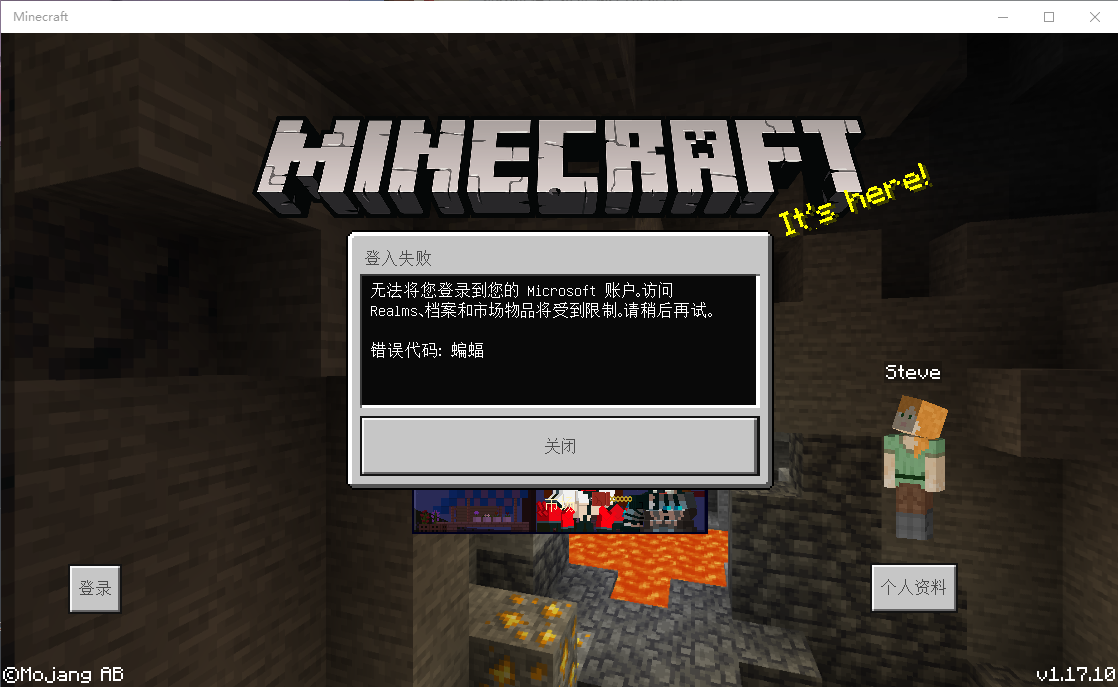 Minecraft
MINECRAFT
It's here!
登入失败
无法将您登录到您的 Microsoft 账户。访问
Realms、档案和市场物品将受到限制。请稍后再试。
错误代码: 蝙蝠
Steve
关闭
登录
个人资料
©Mojang AB
v1.17.10